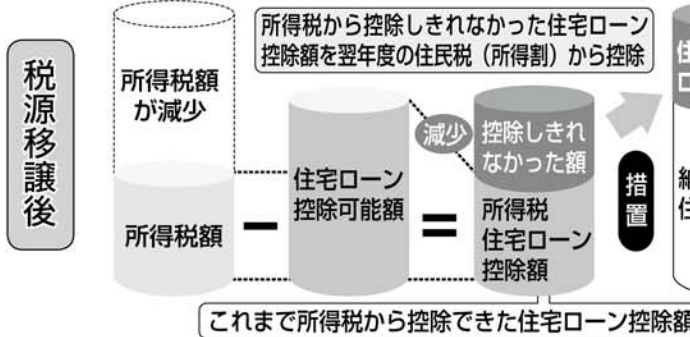 税源移譲後
所得税から控除しきれなかった住宅ローン
控除額を翌年度の住民税（所得割）から控除
所得税額
が減少
所得税額
住宅ローン
控除可能額
減少
控除しきれ
なかった額
所得税
住宅ローン
控除額
措置
住
ロ
住
これまで所得税から控除できた住宅ローン控除額